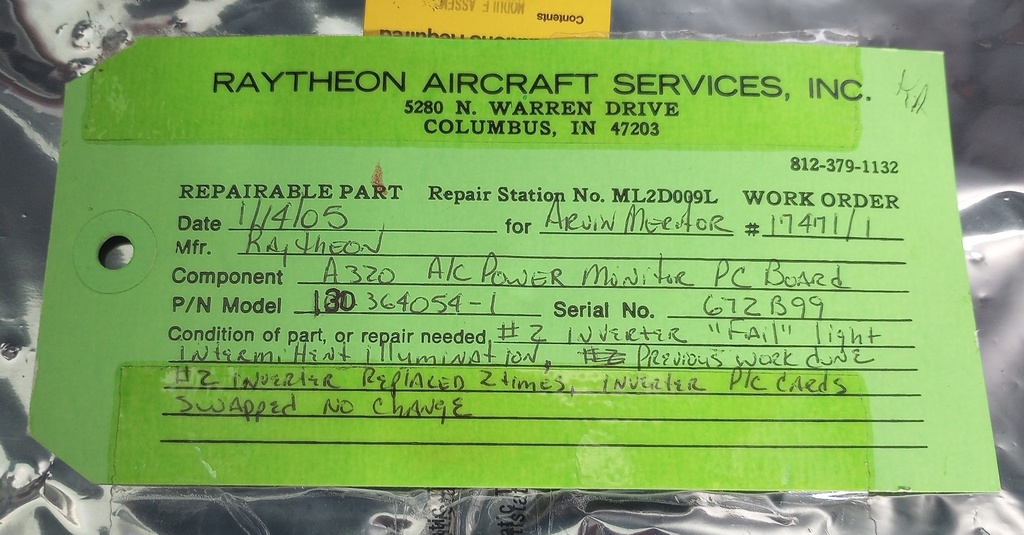 Contents
MODULE ASSEM
RAYTHEON AIRCRAFT SERVICES, INC.
5280 N. WARREN DRIVE
COLUMBUS, IN 47203
812-379-1132
REPAIRABLE PART Repair Station No. ML2D009L WORK ORDER
Date 1/4/05 for ARVIN MERITOR # 17471/1
Mfr. RAYTHEON
Component A320 A/C POWER MONITOR PC BOARD
P/N Model 130 364054-1 Serial No. 672B99
Condition of part, or repair needed, #2 INVERTER "FAIL" light
INTERMITTENT ILLUMINATION, PREVIOUS WORK DONE
#2 INVERTER REPLACED 2 times, INVERTER P/C CARDS
SWAPPED NO CHANGE